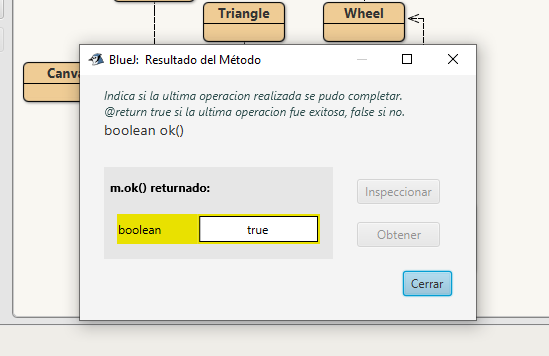 Triangle
Wheel
BlueJ: Resultado del Método
Indica si la ultima operacion realizada se pudo completar.
@return true si la ultima operacion fue exitosa, false si no.
boolean ok()
m.ok() returnado:
boolean
true
Inspeccionar
Obtener
Cerrar